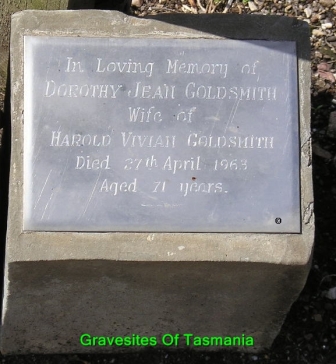 In Loving Memory of
DOROTHY JEAN GOLDSMITH
Wife of
HAROLD VIVIAN GOLDSMITH
Died 27th April 1963
Aged 71 years.
Gravesites Of Tasmania